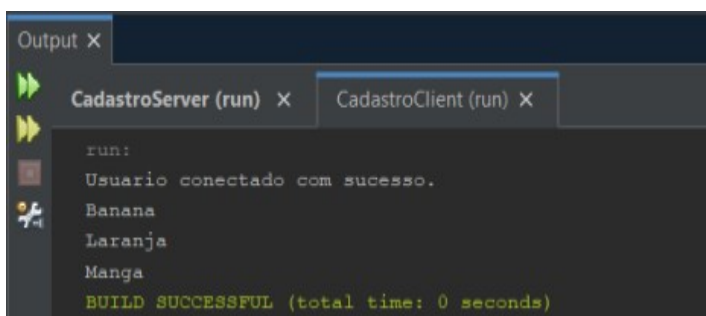 Output ×
CadastroServer (run) × CadastroClient (run) ×
run:
Usuario conectado com sucesso.
Banana
Laranja
Manga
BUILD SUCCESSFUL (total time: 0 seconds)